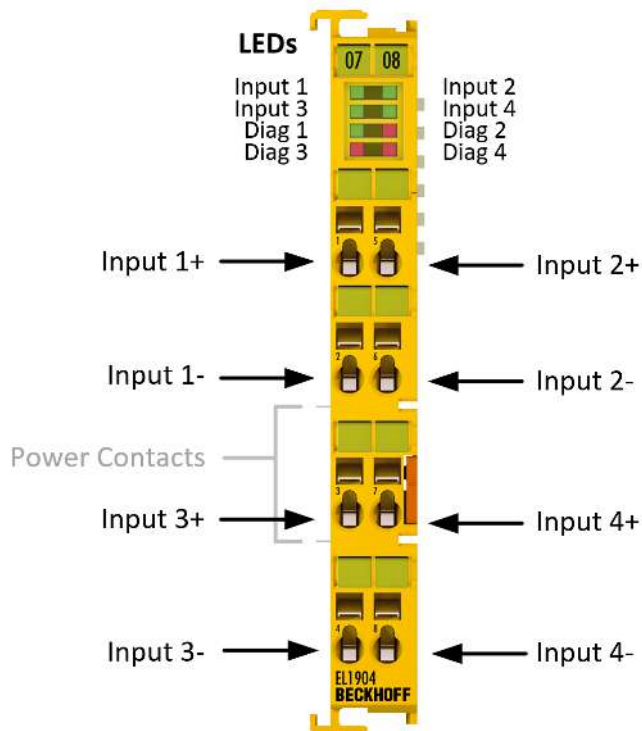 LEDs
07 08
Input 1 Input 2
Input 3 Input 4
Diag 1 Diag 2
Diag 3 Diag 4
1 5
Input 1+ Input 2+
2 6
Input 1- Input 2-
Power Contacts
3 7
Input 3+ Input 4+
4 8
Input 3- Input 4-
EL1904
BECKHOFF